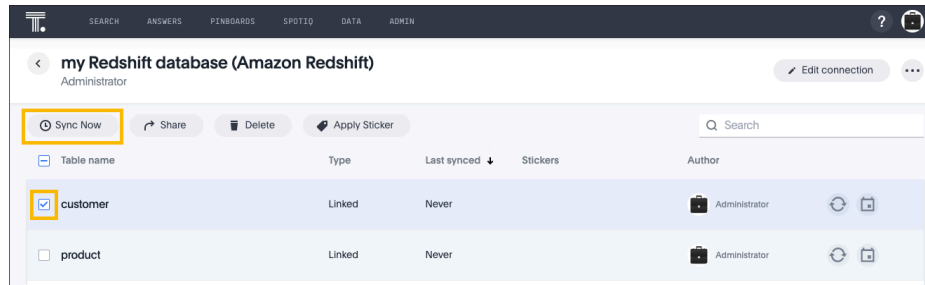 SEARCH ANSWERS PINBOARDS SPOTIQ DATA ADMIN ?
my Redshift database (Amazon Redshift)
Administrator
Edit connection
Sync Now Share Delete Apply Sticker Search
Table name Type Last synced Stickers Author
customer Linked Never Administrator
product Linked Never Administrator